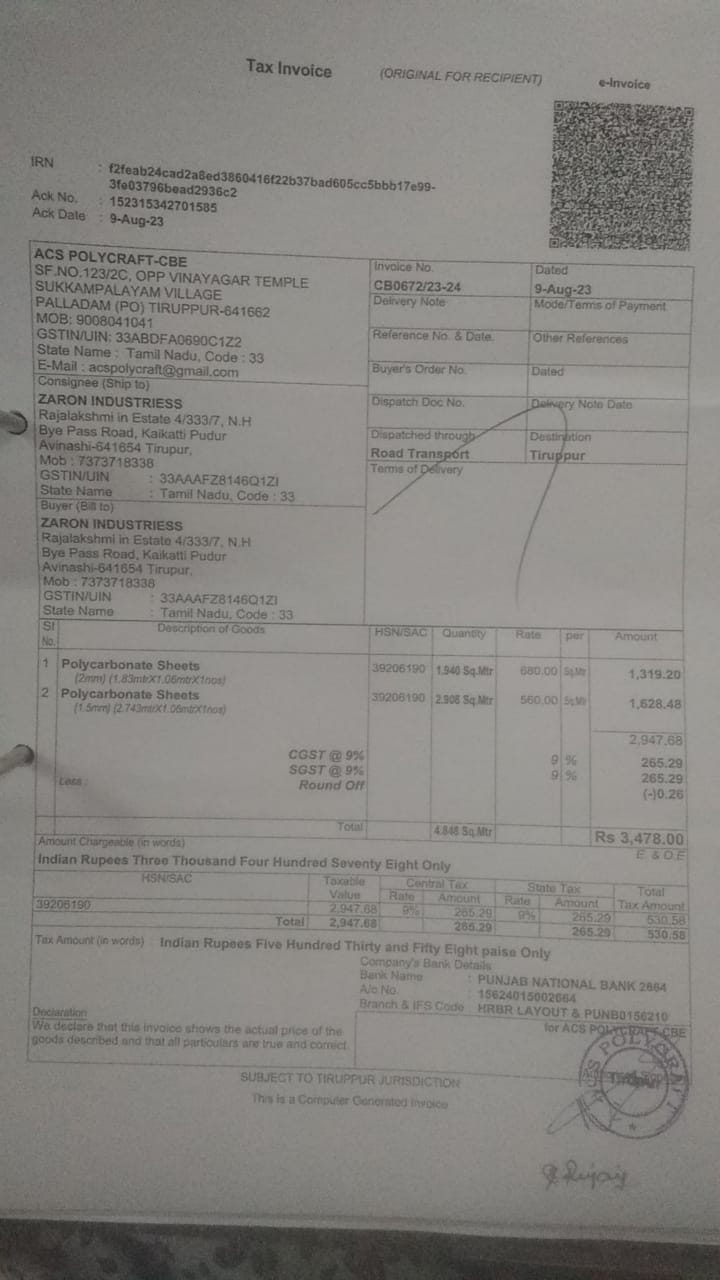 Tax Invoice
(ORIGINAL FOR RECIPIENT)
e-Invoice
IRN : f2feab24cad2a8ed3860416f22b37bad605cc5bbb17e99-
3fe03796bead2936c2
Ack No. : 152315342701585
Ack Date : 9-Aug-23
ACS POLYCRAFT-CBE
SF.NO.123/2C, OPP VINAYAGAR TEMPLE
SUKKAMPALAYAM VILLAGE
PALLADAM (PO) TIRUPPUR-641662
MOB: 9008041041
GSTIN/UIN: 33ABDFA0690C1Z2
State Name : Tamil Nadu, Code : 33
E-Mail : acspolycraft@gmail.com
Invoice No. Dated
CB0672/23-24 9-Aug-23
Delivery Note Mode/Terms of Payment
Reference No. & Date. Other References
Buyer's Order No. Dated
Dispatch Doc No. Delivery Note Date
Dispatched through Destination
Road Transport Tiruppur
Terms of Delivery
Consignee (Ship to)
ZARON INDUSTRIESS
Rajalakshmi in Estate 4/333/7, N.H
Bye Pass Road, Kaikatti Pudur
Avinashi-641654 Tirupur,
Mob : 7373718338
GSTIN/UIN : 33AAAFZ8146Q1ZI
State Name : Tamil Nadu, Code : 33
Buyer (Bill to)
ZARON INDUSTRIESS
Rajalakshmi in Estate 4/333/7, N.H
Bye Pass Road, Kaikatti Pudur
Avinashi-641654 Tirupur,
Mob : 7373718338
GSTIN/UIN : 33AAAFZ8146Q1ZI
State Name : Tamil Nadu, Code : 33
Sl No. Description of Goods HSN/SAC Quantity Rate per Amount
1 Polycarbonate Sheets 39206190 1.940 Sq.Mtr 680.00 Sq.Mtr 1,319.20
(2mm) (1.83mtrX1.06mtrX1nos)
2 Polycarbonate Sheets 39206190 2.908 Sq.Mtr 560.00 Sq.Mtr 1,628.48
(1.5mm) (2.743mtrX1.06mtrX1nos)
2,947.68
CGST @ 9% 9 % 265.29
SGST @ 9% 9 % 265.29
Less : Round Off (-)0.26
Total 4.848 Sq.Mtr Rs 3,478.00
Amount Chargeable (in words) E. & O.E
Indian Rupees Three Thousand Four Hundred Seventy Eight Only
HSN/SAC Taxable Value Central Tax State Tax Total Tax Amount
Rate Amount Rate Amount
39206190 2,947.68 9% 265.29 9% 265.29 530.58
Total 2,947.68 265.29 265.29 530.58
Tax Amount (in words) Indian Rupees Five Hundred Thirty and Fifty Eight paise Only
Company's Bank Details
Bank Name : PUNJAB NATIONAL BANK 2664
A/c No. : 15624015002664
Branch & IFS Code : HRBR LAYOUT & PUNB0156210
Declaration
We declare that this invoice shows the actual price of the
goods described and that all particulars are true and correct.
for ACS POLYCRAFT-CBE
ACS POLYCRAFT
SUBJECT TO TIRUPPUR JURISDICTION
This is a Computer Generated Invoice